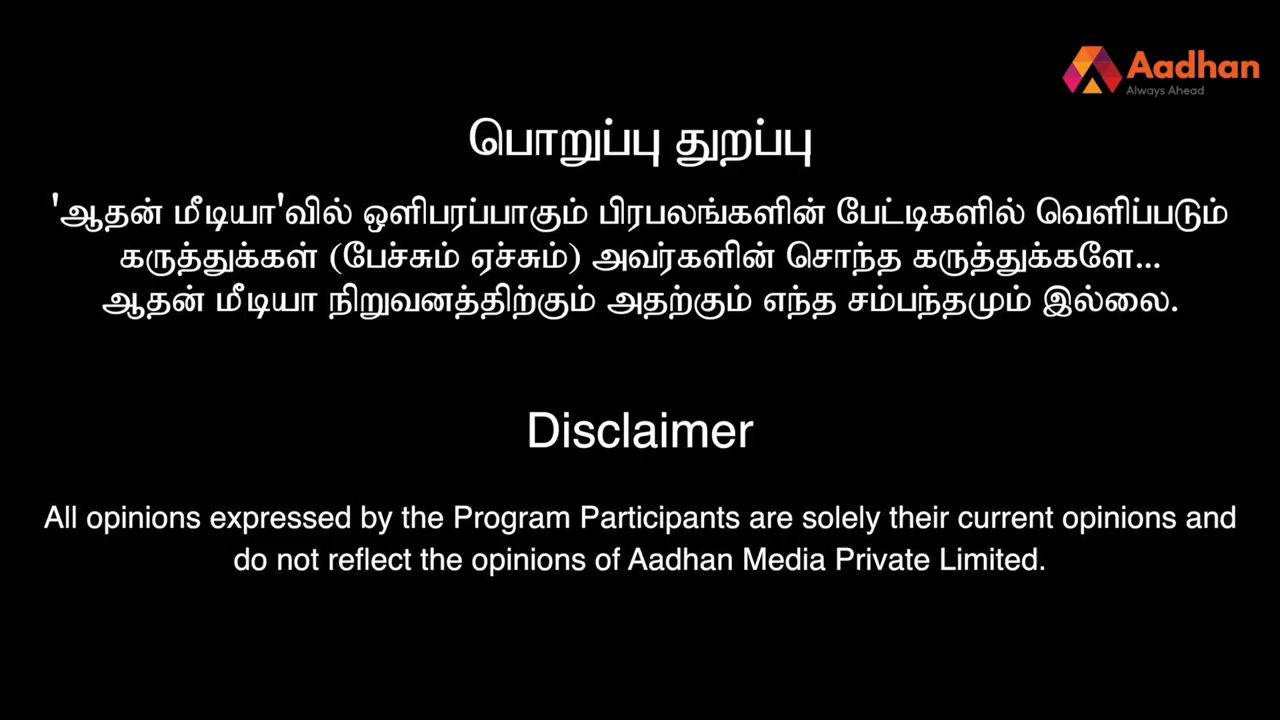 Aadhan
Always Ahead
பொறுப்பு துறப்பு
'ஆதன் மீடியா'வில் ஒளிபரப்பாகும் பிரபலங்களின் பேட்டிகளில் வெளிப்படும்
கருத்துக்கள் (பேச்சும் ஏச்சும்) அவர்களின் சொந்த கருத்துக்களே...
ஆதன் மீடியா நிறுவனத்திற்கும் அதற்கும் எந்த சம்பந்தமும் இல்லை.
Disclaimer
All opinions expressed by the Program Participants are solely their current opinions and
do not reflect the opinions of Aadhan Media Private Limited.